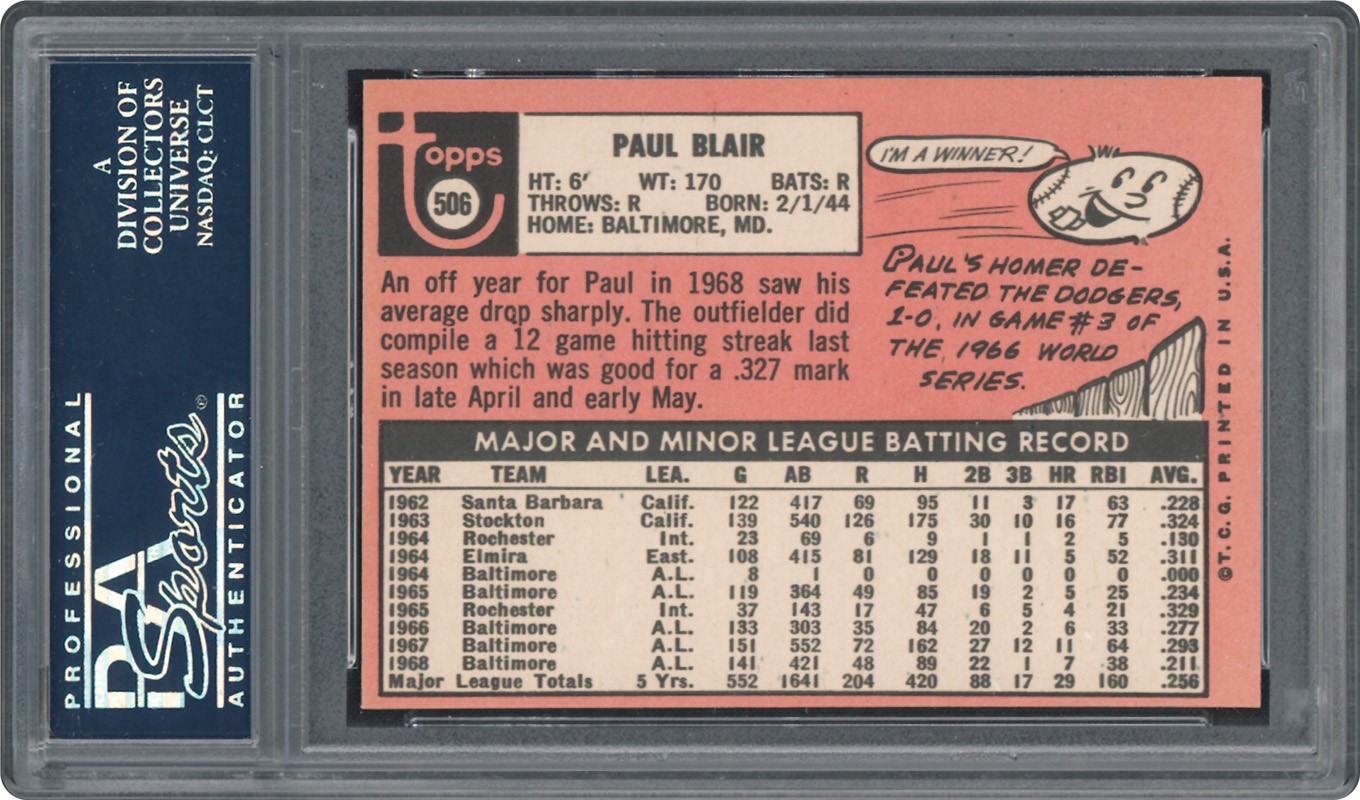 A
DIVISION OF
COLLECTORS
UNIVERSE
NASDAQ: CLCT
PROFESSIONAL
PSA
Sports®
AUTHENTICATOR
topps
506
PAUL BLAIR
HT: 6' WT: 170 BATS: R
THROWS: R BORN: 2/1/44
HOME: BALTIMORE, MD.
I'M A WINNER!
PAUL'S HOMER DE-
FEATED THE DODGERS,
1-0, IN GAME #3 OF
THE 1966 WORLD
SERIES.
An off year for Paul in 1968 saw his
average drop sharply. The outfielder did
compile a 12 game hitting streak last
season which was good for a .327 mark
in late April and early May.
MAJOR AND MINOR LEAGUE BATTING RECORD
YEAR TEAM LEA. G AB R H 2B 3B HR RBI AVG.
1962 Santa Barbara Calif. 122 417 69 95 11 3 17 63 .228
1963 Stockton Calif. 139 540 126 175 30 10 16 77 .324
1964 Rochester Int. 23 69 6 9 1 1 2 5 .130
1964 Elmira East. 108 415 81 129 18 11 5 52 .311
1964 Baltimore A.L. 8 1 0 0 0 0 0 0 .000
1965 Baltimore A.L. 119 364 49 85 19 2 5 25 .234
1965 Rochester Int. 37 143 17 47 6 5 4 21 .329
1966 Baltimore A.L. 133 303 35 84 20 2 6 33 .277
1967 Baltimore A.L. 151 552 72 162 27 12 11 64 .293
1968 Baltimore A.L. 141 421 48 89 22 1 7 38 .211
Major League Totals 5 Yrs. 552 1641 204 420 88 17 29 160 .256
©T.C.G. PRINTED IN U.S.A.